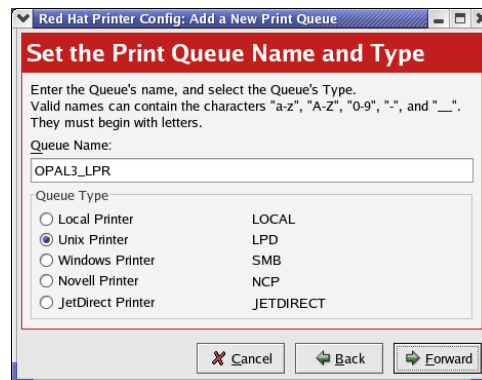 Red Hat Printer Config: Add a New Print Queue
Set the Print Queue Name and Type
Enter the Queue's name, and select the Queue's Type.
Valid names can contain the characters "a-z", "A-Z", "0-9", "-", and "__".
They must begin with letters.
Queue Name:
OPAL3_LPR
Queue Type
Local Printer LOCAL
Unix Printer LPD
Windows Printer SMB
Novell Printer NCP
JetDirect Printer JETDIRECT
Cancel Back Forward